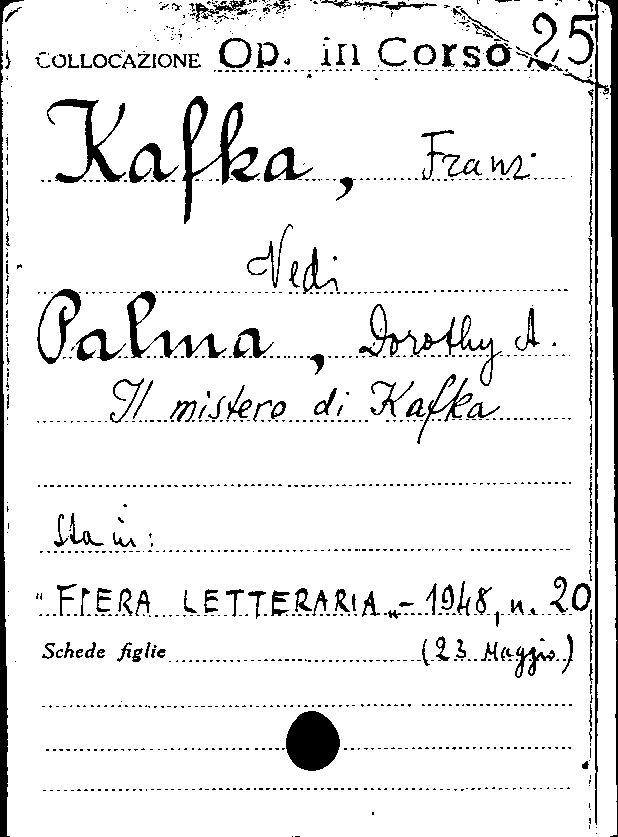 COLLOCAZIONE Op. in Corso 25
Kafka, Franz
Vedi
Palma, Dorothy A.
Il mistero di Kafka
Sta in:
"FIERA LETTERARIA„ - 1948, n. 20
Schede figlie (23 Maggio)